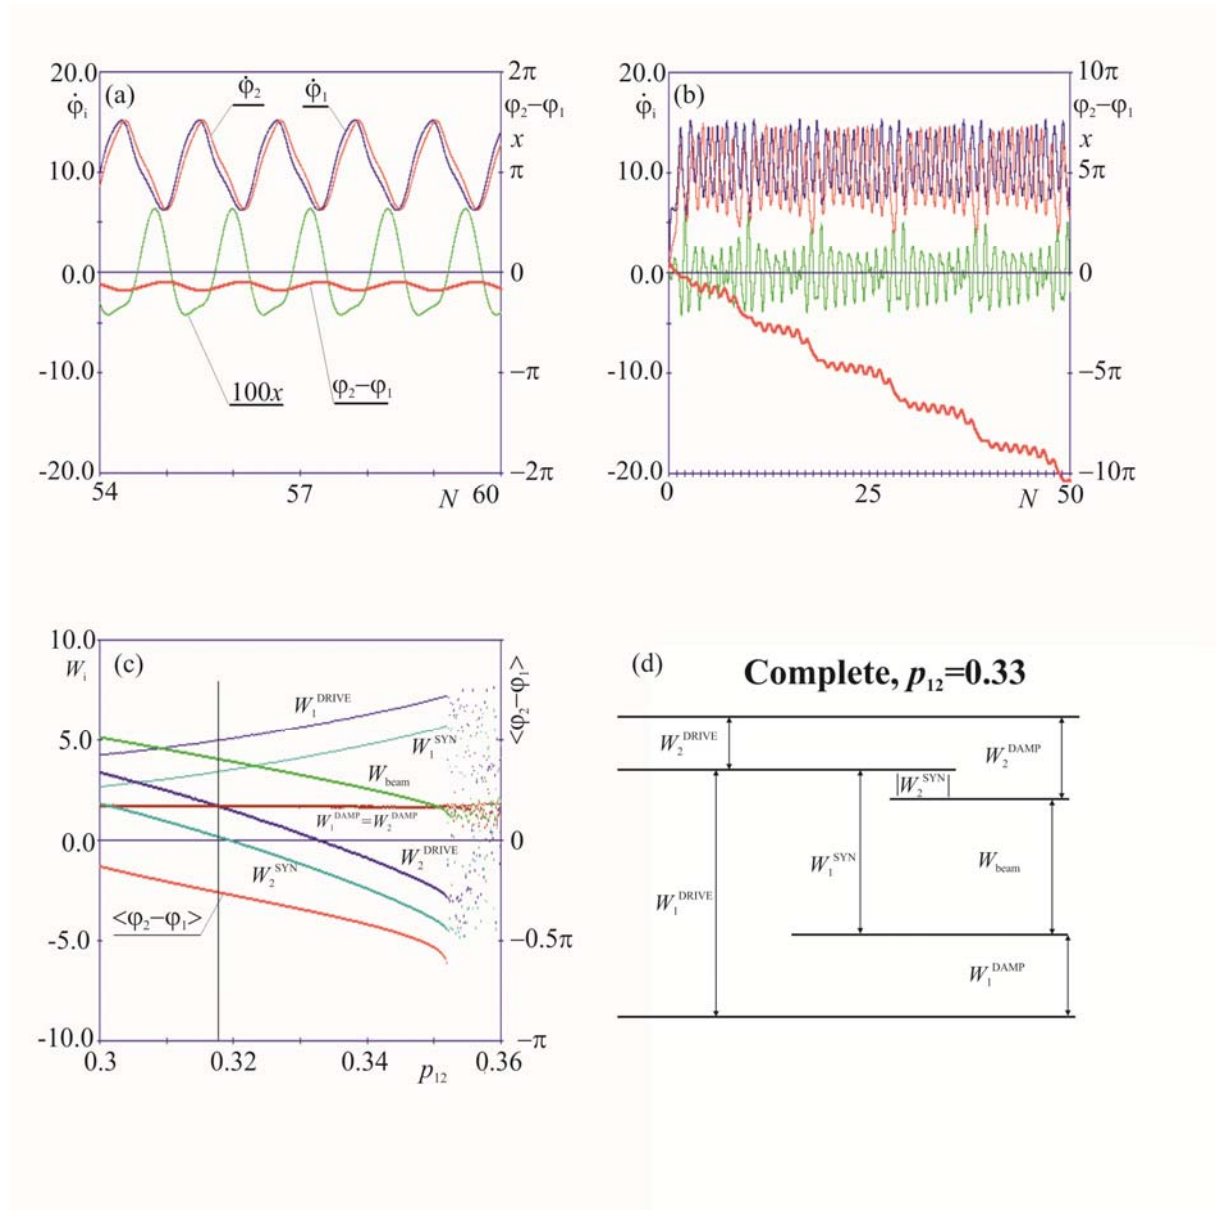 20.0
φ̇ᵢ
(a)
φ̇₂
φ̇₁
2π
φ₂−φ₁
x
10.0
π
0.0
0
-10.0
−π
100x
φ₂−φ₁
-20.0
−2π
54
57
N
60
20.0
φ̇ᵢ
(b)
10π
φ₂−φ₁
x
10.0
5π
0.0
0
-10.0
−5π
-20.0
−10π
0
25
N
50
10.0
Wᵢ
(c)
<φ₂−φ₁>
W₁ᴰᴿᴵⱽᴱ
5.0
W₁ˢʸᴺ
W_beam
W₁ᴰᴬᴹᴾ=W₂ᴰᴬᴹᴾ
0.0
0
W₂ᴰᴿᴵⱽᴱ
W₂ˢʸᴺ
<φ₂−φ₁>
-5.0
−0.5π
-10.0
−π
0.3
0.32
0.34
p₁₂
0.36
(d)
Complete, p₁₂=0.33
W₂ᴰᴿᴵⱽᴱ
W₂ᴰᴬᴹᴾ
|W₂ˢʸᴺ|
W₁ˢʸᴺ
W_beam
W₁ᴰᴿᴵⱽᴱ
W₁ᴰᴬᴹᴾ